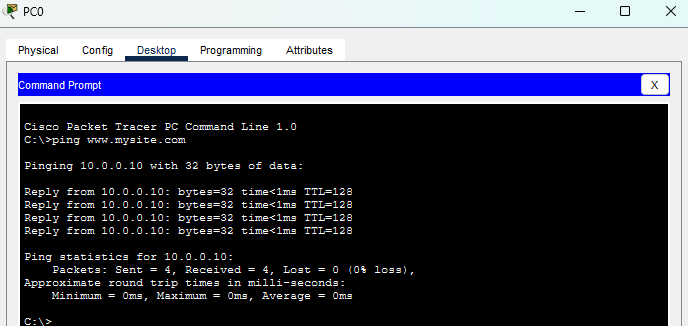 PC0
Physical Config Desktop Programming Attributes
Command Prompt X
Cisco Packet Tracer PC Command Line 1.0
C:\>ping www.mysite.com
Pinging 10.0.0.10 with 32 bytes of data:
Reply from 10.0.0.10: bytes=32 time<1ms TTL=128
Reply from 10.0.0.10: bytes=32 time<1ms TTL=128
Reply from 10.0.0.10: bytes=32 time<1ms TTL=128
Reply from 10.0.0.10: bytes=32 time<1ms TTL=128
Ping statistics for 10.0.0.10:
Packets: Sent = 4, Received = 4, Lost = 0 (0% loss),
Approximate round trip times in milli-seconds:
Minimum = 0ms, Maximum = 0ms, Average = 0ms
C:\>